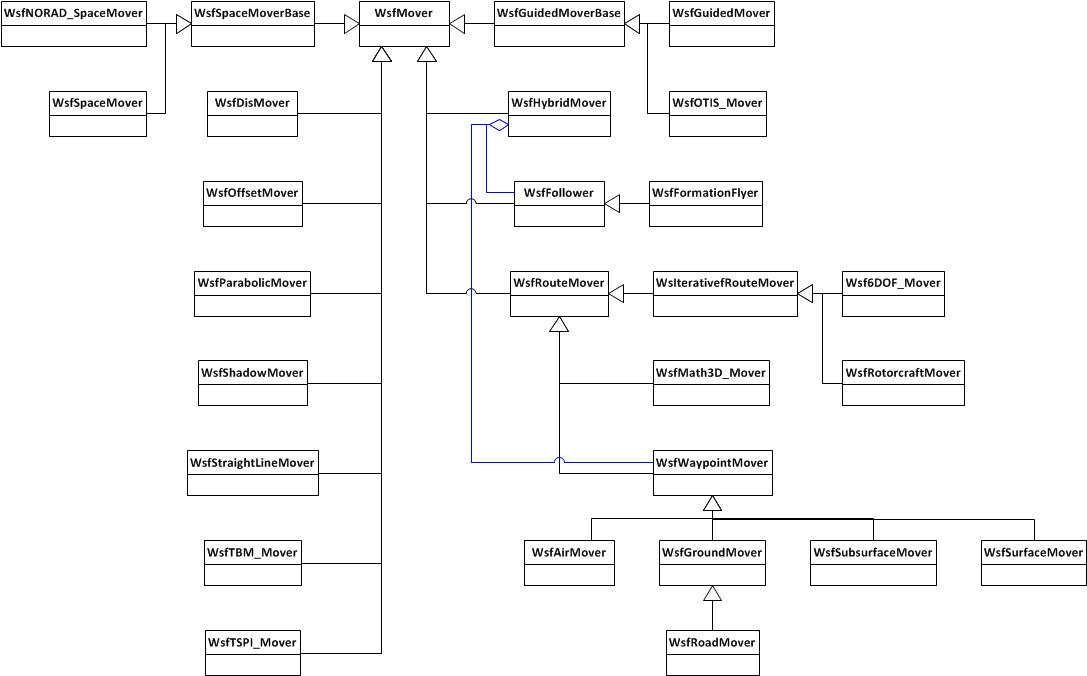 WsfNORAD_SpaceMover
WsfSpaceMoverBase
WsfMover
WsfGuidedMoverBase
WsfGuidedMover
WsfSpaceMover
WsfDisMover
WsfHybridMover
WsfOTIS_Mover
WsfOffsetMover
WsfFollower
WsfFormationFlyer
WsfParabolicMover
WsfRouteMover
WsIterativefRouteMover
Wsf6DOF_Mover
WsfShadowMover
WsfMath3D_Mover
WsfRotorcraftMover
WsfStraightLineMover
WsfWaypointMover
WsfTBM_Mover
WsfAirMover
WsfGroundMover
WsfSubsurfaceMover
WsfSurfaceMover
WsfTSPI_Mover
WsfRoadMover